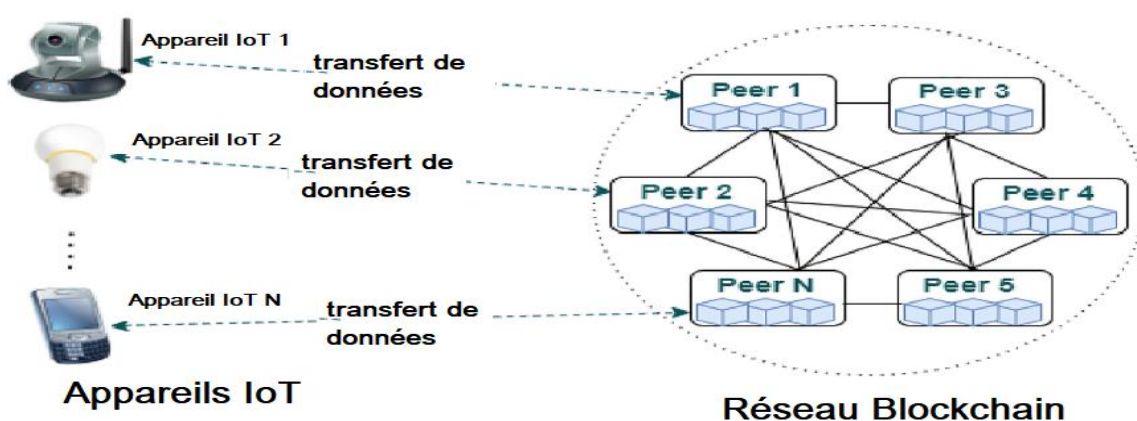 Appareil IoT 1
transfert de
données
Peer 1
Peer 3
Appareil IoT 2
transfert de
données
Peer 2
Peer 4
Appareil IoT N
transfert de
données
Peer N
Peer 5
Appareils IoT
Réseau Blockchain